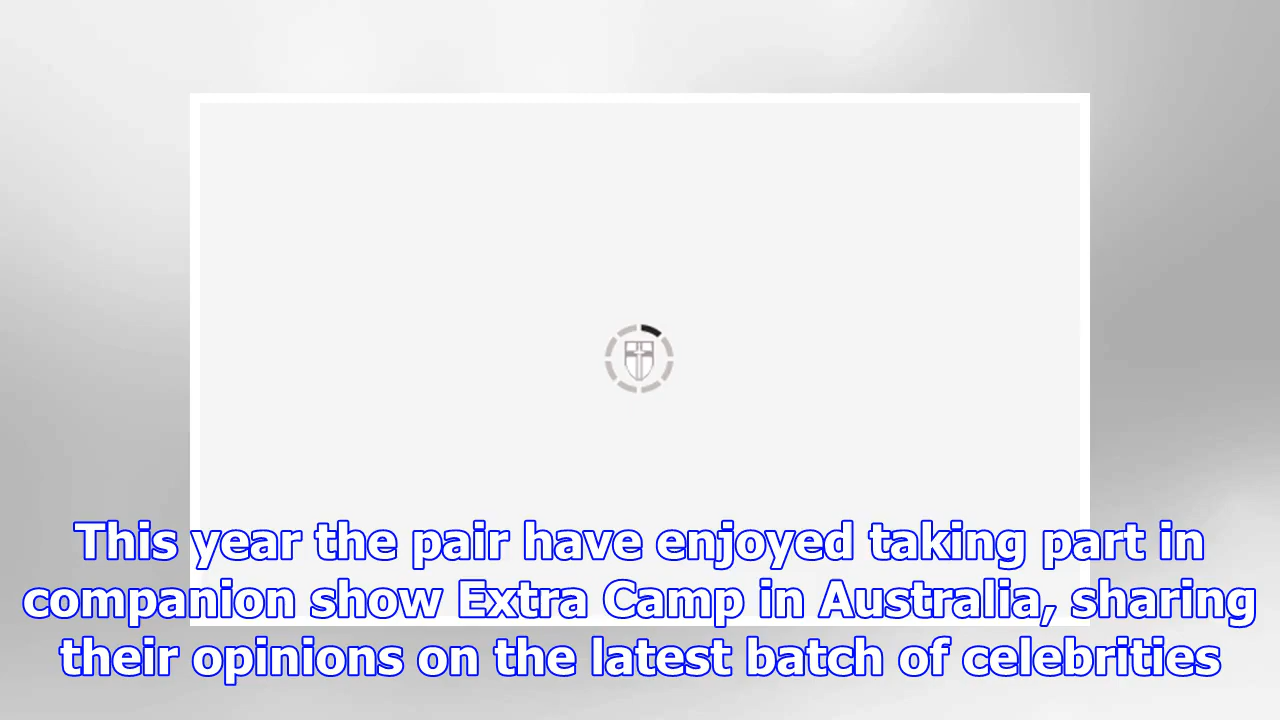 This year the pair have enjoyed taking part in
companion show Extra Camp in Australia, sharing
their opinions on the latest batch of celebrities